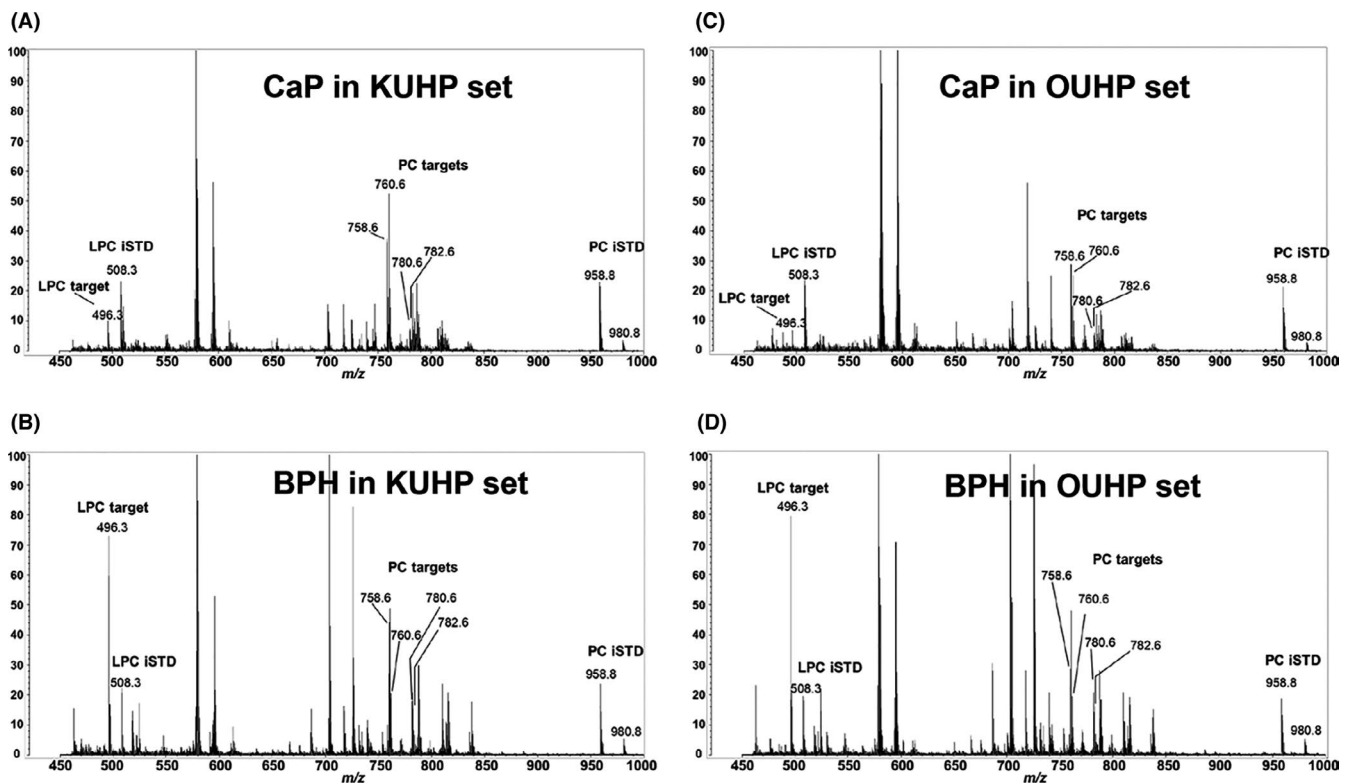 (A)
CaP in KUHP set
100
90
80
70
60
50
40
30
20
10
0
PC targets
760.6
758.6
780.6
782.6
LPC iSTD
508.3
LPC target
496.3
PC iSTD
958.8
980.8
450 500 550 600 650 700 750 800 850 900 950 1000
m/z
(C)
CaP in OUHP set
100
90
80
70
60
50
40
30
20
10
0
PC targets
758.6
760.6
780.6
782.6
LPC iSTD
508.3
LPC target
496.3
PC iSTD
958.8
980.8
450 500 550 600 650 700 750 800 850 900 950 1000
m/z
(B)
BPH in KUHP set
100
90
80
70
60
50
40
30
20
10
0
LPC target
496.3
LPC iSTD
508.3
PC targets
758.6
780.6
760.6
782.6
PC iSTD
958.8
980.8
450 500 550 600 650 700 750 800 850 900 950 1000
m/z
(D)
BPH in OUHP set
100
90
80
70
60
50
40
30
20
10
0
LPC target
496.3
LPC iSTD
508.3
PC targets
758.6
760.6
780.6
782.6
PC iSTD
958.8
980.8
450 500 550 600 650 700 750 800 850 900 950 1000
m/z